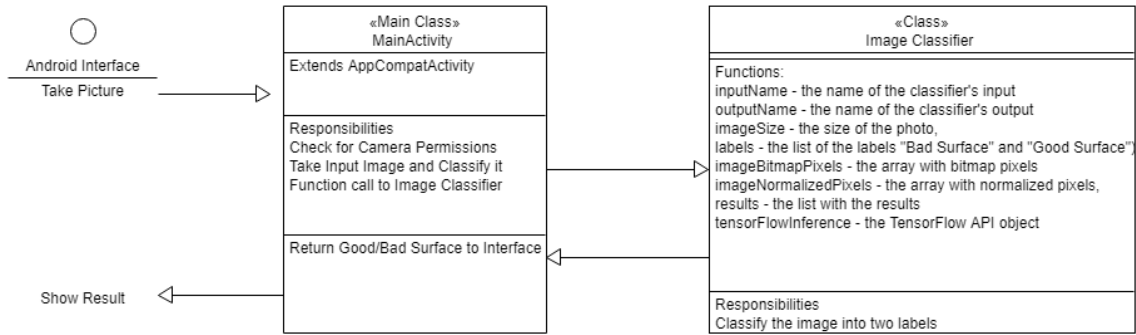 Android Interface
Take Picture
Show Result
«Main Class»
MainActivity
Extends AppCompatActivity
Responsibilities
Check for Camera Permissions
Take Input Image and Classify it
Function call to Image Classifier
Return Good/Bad Surface to Interface
«Class»
Image Classifier
Functions:
inputName - the name of the classifier's input
outputName - the name of the classifier's output
imageSize - the size of the photo,
labels - the list of the labels "Bad Surface" and "Good Surface")
imageBitmapPixels - the array with bitmap pixels
imageNormalizedPixels - the array with normalized pixels,
results - the list with the results
tensorFlowInference - the TensorFlow API object
Responsibilities
Classify the image into two labels